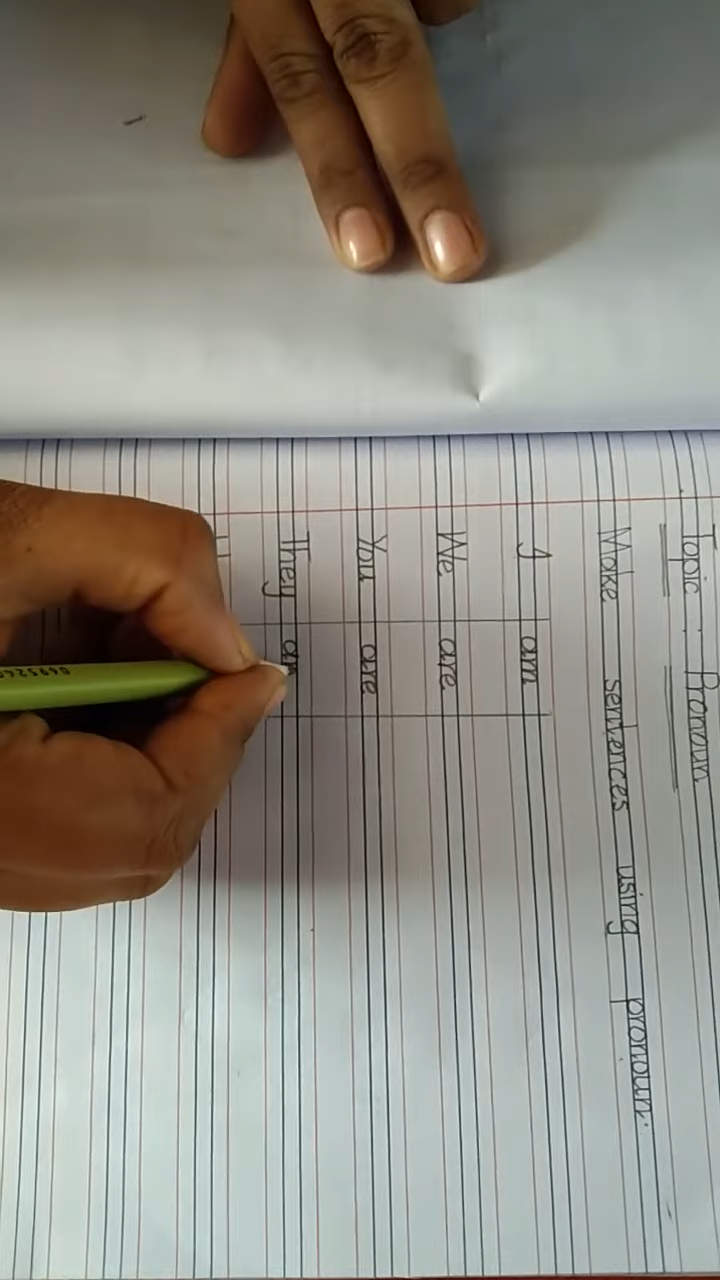 Topic : Pronoun
Make sentences using pronoun:
I am
We are
You are
They